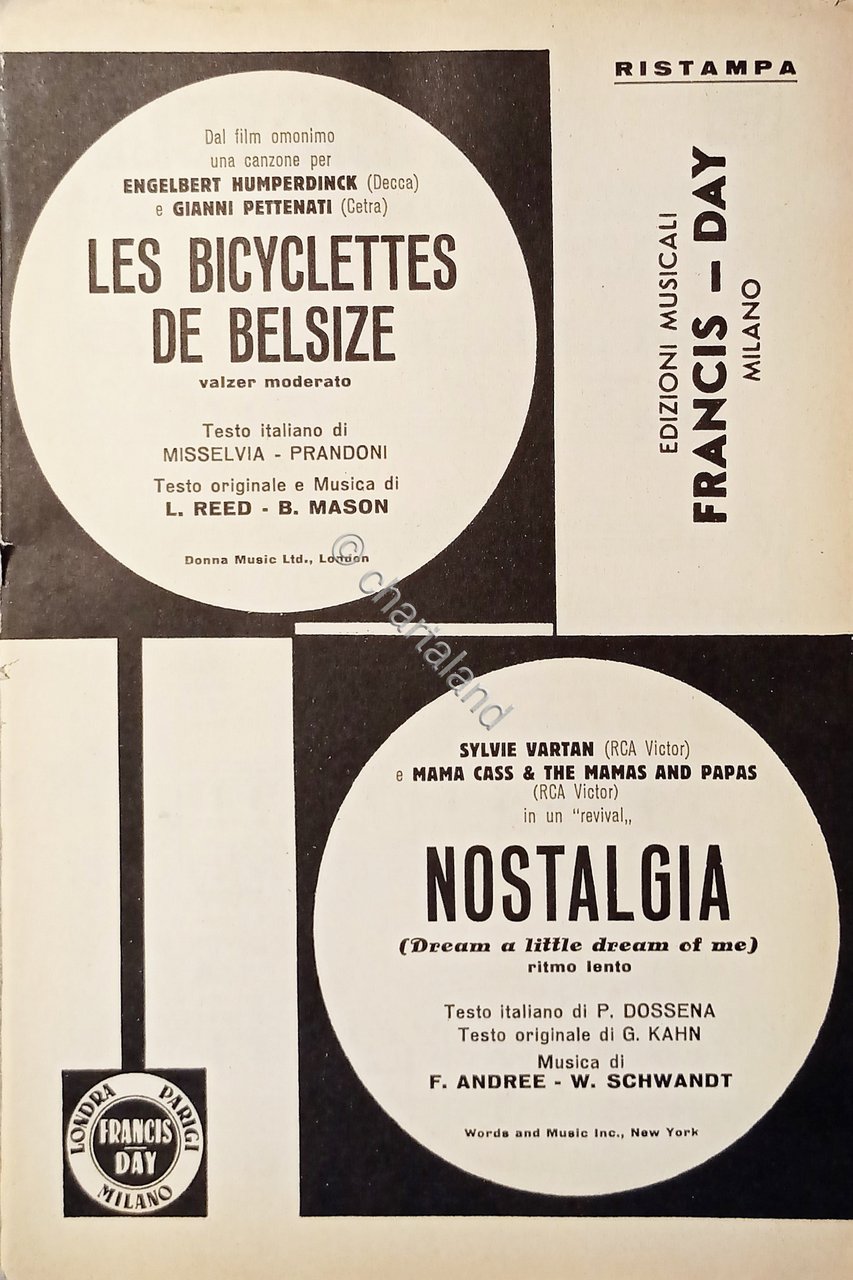 RISTAMPA
Dal film omonimo
una canzone per
ENGELBERT HUMPERDINCK (Decca)
e GIANNI PETTENATI (Cetra)
LES BICYCLETTES
DE BELSIZE
valzer moderato
Testo italiano di
MISSELVIA - PRANDONI
Testo originale e Musica di
L. REED - B. MASON
Donna Music Ltd., London
EDIZIONI MUSICALI
FRANCIS - DAY
MILANO
© chartaland
SYLVIE VARTAN (RCA Victor)
e MAMA CASS & THE MAMAS AND PAPAS
(RCA Victor)
in un "revival„
NOSTALGIA
(Dream a little dream of me)
ritmo lento
Testo italiano di P. DOSSENA
Testo originale di G. KAHN
Musica di
F. ANDREE - W. SCHWANDT
Words and Music Inc., New York
LONDRA PARIGI
FRANCIS
DAY
MILANO